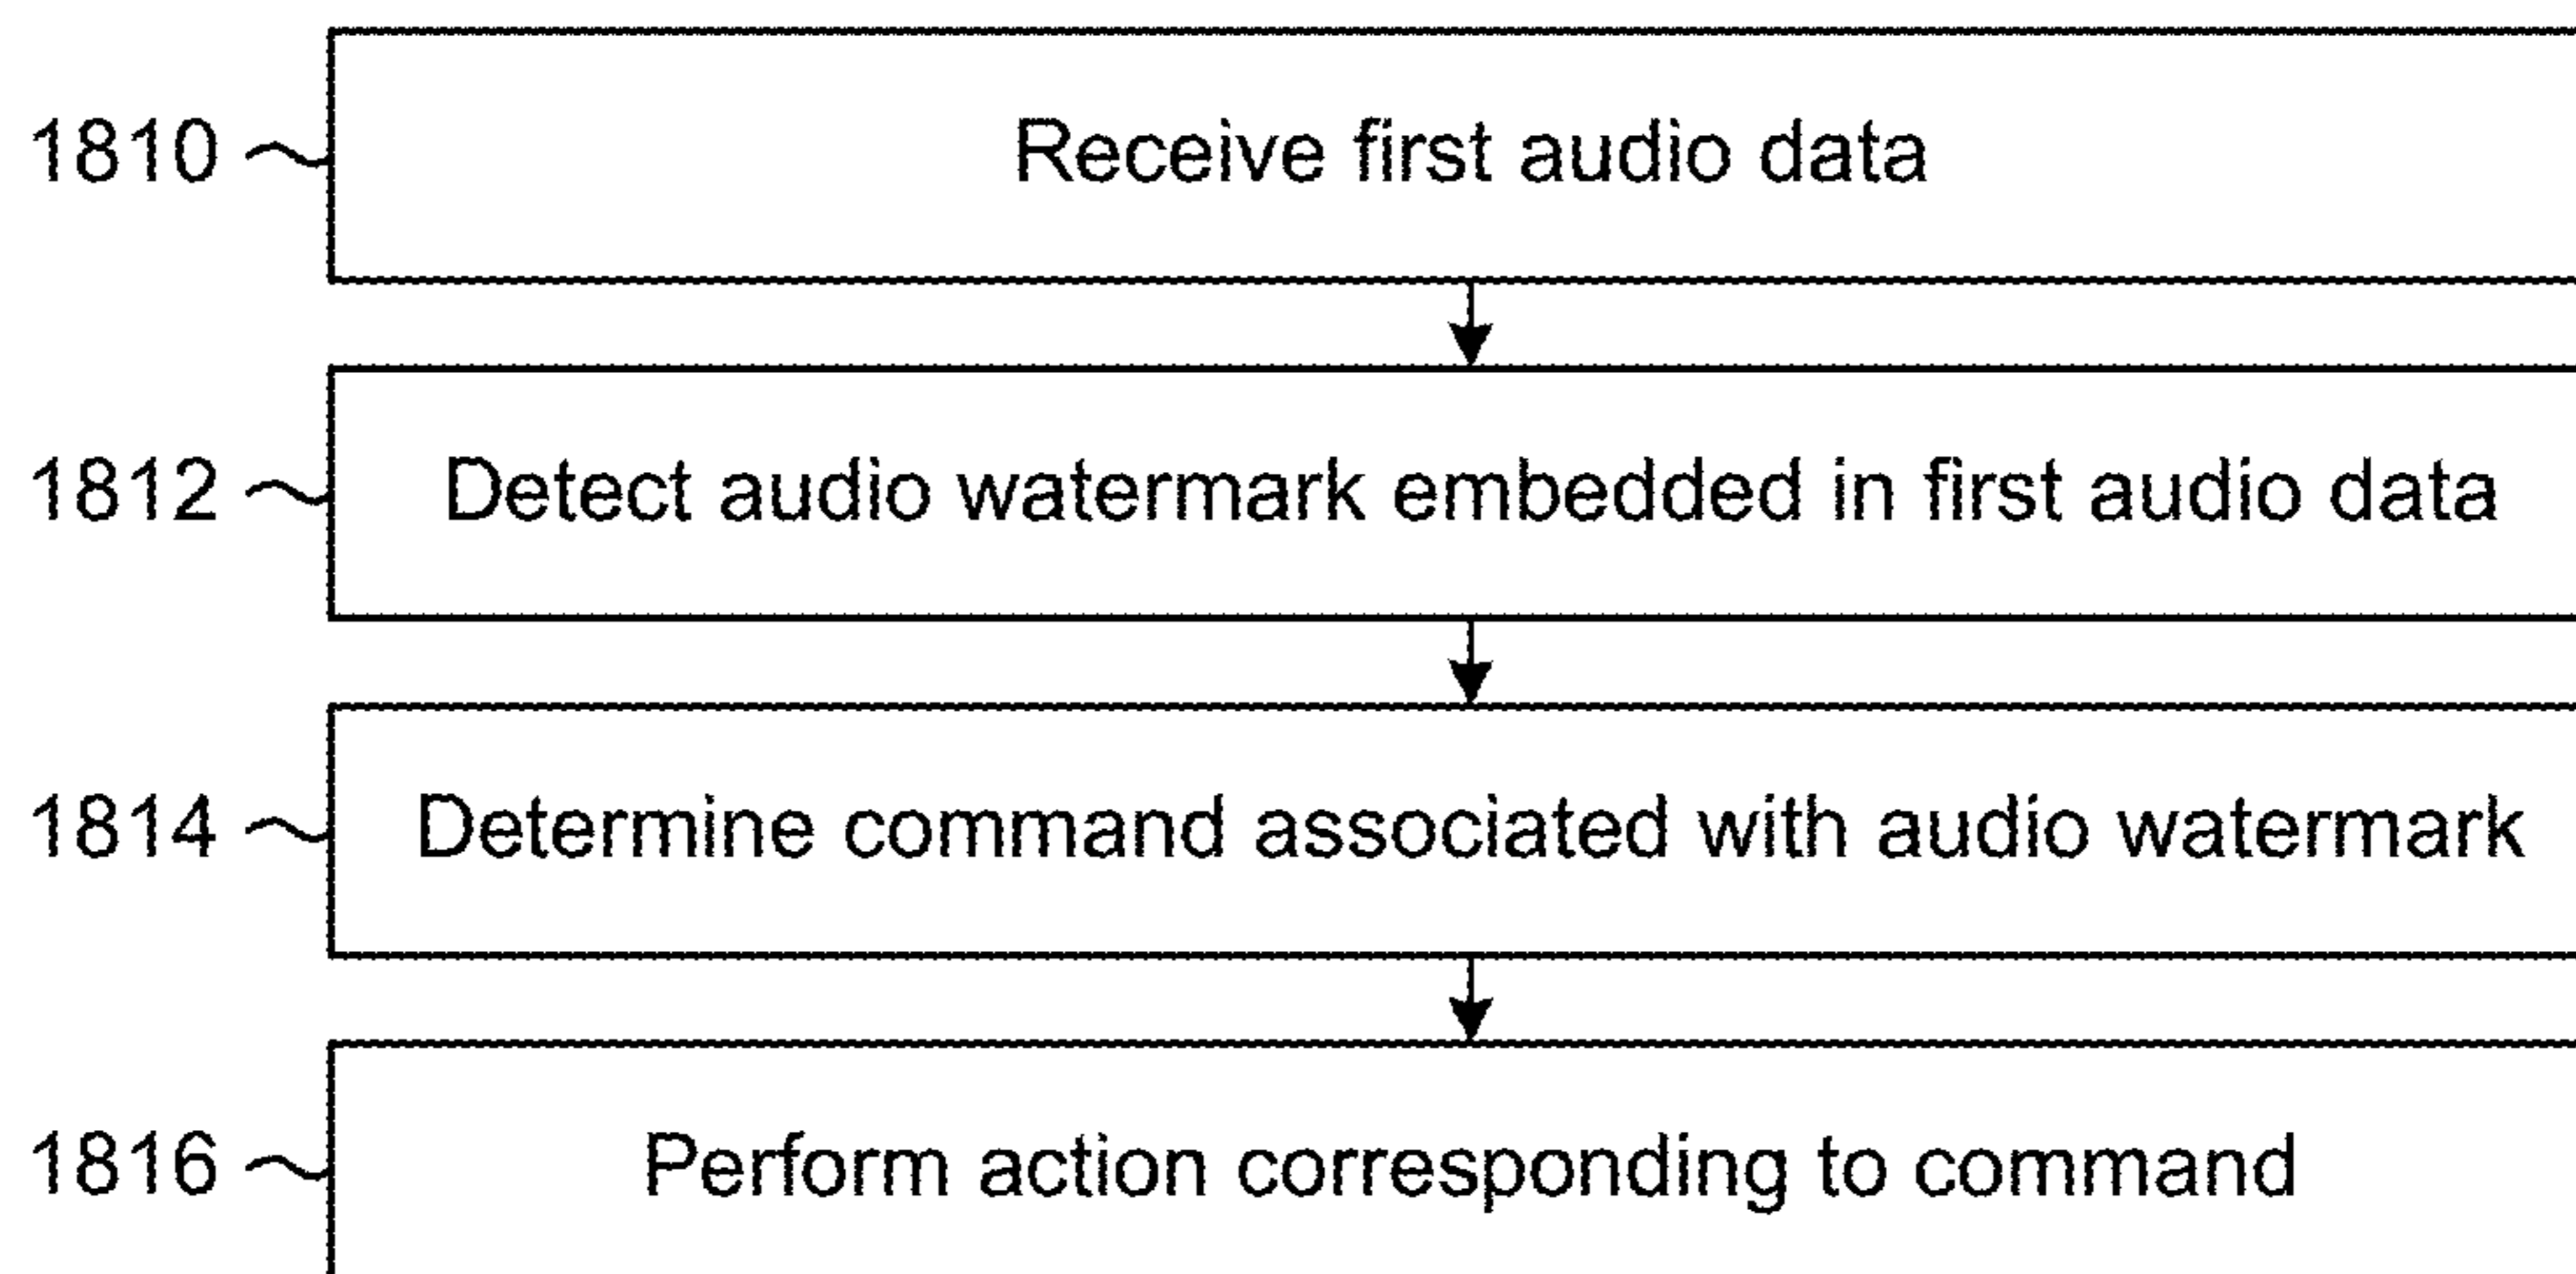 1810 Receive first audio data
1812 Detect audio watermark embedded in first audio data
1814 Determine command associated with audio watermark
1816 Perform action corresponding to command